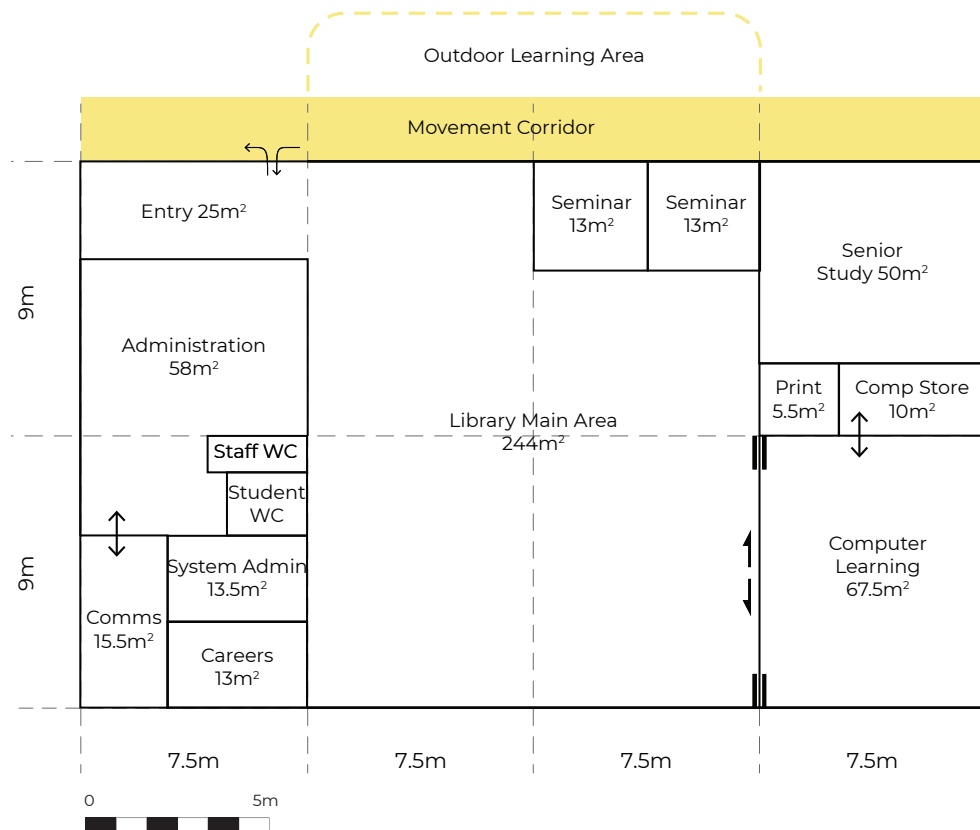 Outdoor Learning Area
Movement Corridor
Entry 25m²
Seminar
13m²
Seminar
13m²
Senior
Study 50m²
9m
Administration
58m²
Print
5.5m²
Comp Store
10m²
Library Main Area
244m²
Staff WC
Student
WC
9m
System Admin
13.5m²
Computer
Learning
67.5m²
Comms
15.5m²
Careers
13m²
7.5m
7.5m
7.5m
7.5m
0
5m